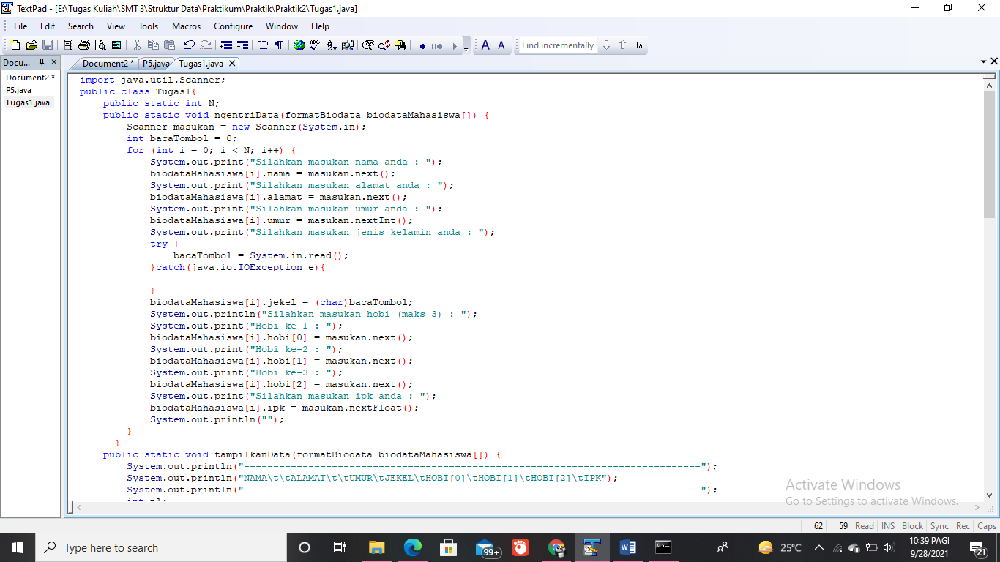 TextPad - [E:\Tugas Kuliah\SMT 3\Struktur Data\Praktikum\Praktik\Praktik2\Tugas1.java]
File Edit Search View Tools Macros Configure Window Help
Find incrementally Aa
Docu...
Document2 * P5.java Tugas1.java
Document2 *
P5.java
Tugas1.java
import java.util.Scanner;
public class Tugas1{
public static int N;
public static void ngentriData(formatBiodata biodataMahasiswa[]) {
Scanner masukan = new Scanner(System.in);
int bacaTombol = 0;
for (int i = 0; i < N; i++) {
System.out.print("Silahkan masukan nama anda : ");
biodataMahasiswa[i].nama = masukan.next();
System.out.print("Silahkan masukan alamat anda : ");
biodataMahasiswa[i].alamat = masukan.next();
System.out.print("Silahkan masukan umur anda : ");
biodataMahasiswa[i].umur = masukan.nextInt();
System.out.print("Silahkan masukan jenis kelamin anda : ");
try {
bacaTombol = System.in.read();
}catch(java.io.IOException e){
}
biodataMahasiswa[i].jekel = (char)bacaTombol;
System.out.println("Silahkan masukan hobi (maks 3) : ");
System.out.print("Hobi ke-1 : ");
biodataMahasiswa[i].hobi[0] = masukan.next();
System.out.print("Hobi ke-2 : ");
biodataMahasiswa[i].hobi[1] = masukan.next();
System.out.print("Hobi ke-3 : ");
biodataMahasiswa[i].hobi[2] = masukan.next();
System.out.print("Silahkan masukan ipk anda : ");
biodataMahasiswa[i].ipk = masukan.nextFloat();
System.out.println("");
}
}
public static void tampilkanData(formatBiodata biodataMahasiswa[]) {
System.out.println("------------------------------------------------------------------------------");
System.out.println("NAMA\t\tALAMAT\t\tUMUR\tJEKEL\tHOBI[0]\tHOBI[1]\tHOBI[2]\tIPK");
System.out.println("------------------------------------------------------------------------------");
Activate Windows
Go to Settings to activate Windows.
62 59 Read INS Block Sync Rec Caps
Type here to search
99+
25°C
10:39 PAGI
9/28/2021
21